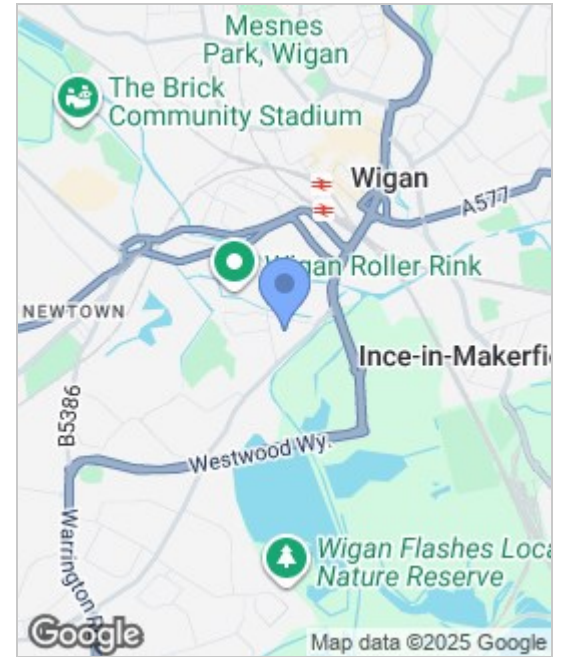 Mesnes
Park, Wigan
The Brick
Community Stadium
Wigan
A577
Wigan Roller Rink
NEWTOWN
Ince-in-Makerfi
B5386
Westwood Wy.
Warrington R
Wigan Flashes Loca
Nature Reserve
Google
Map data ©2025 Google